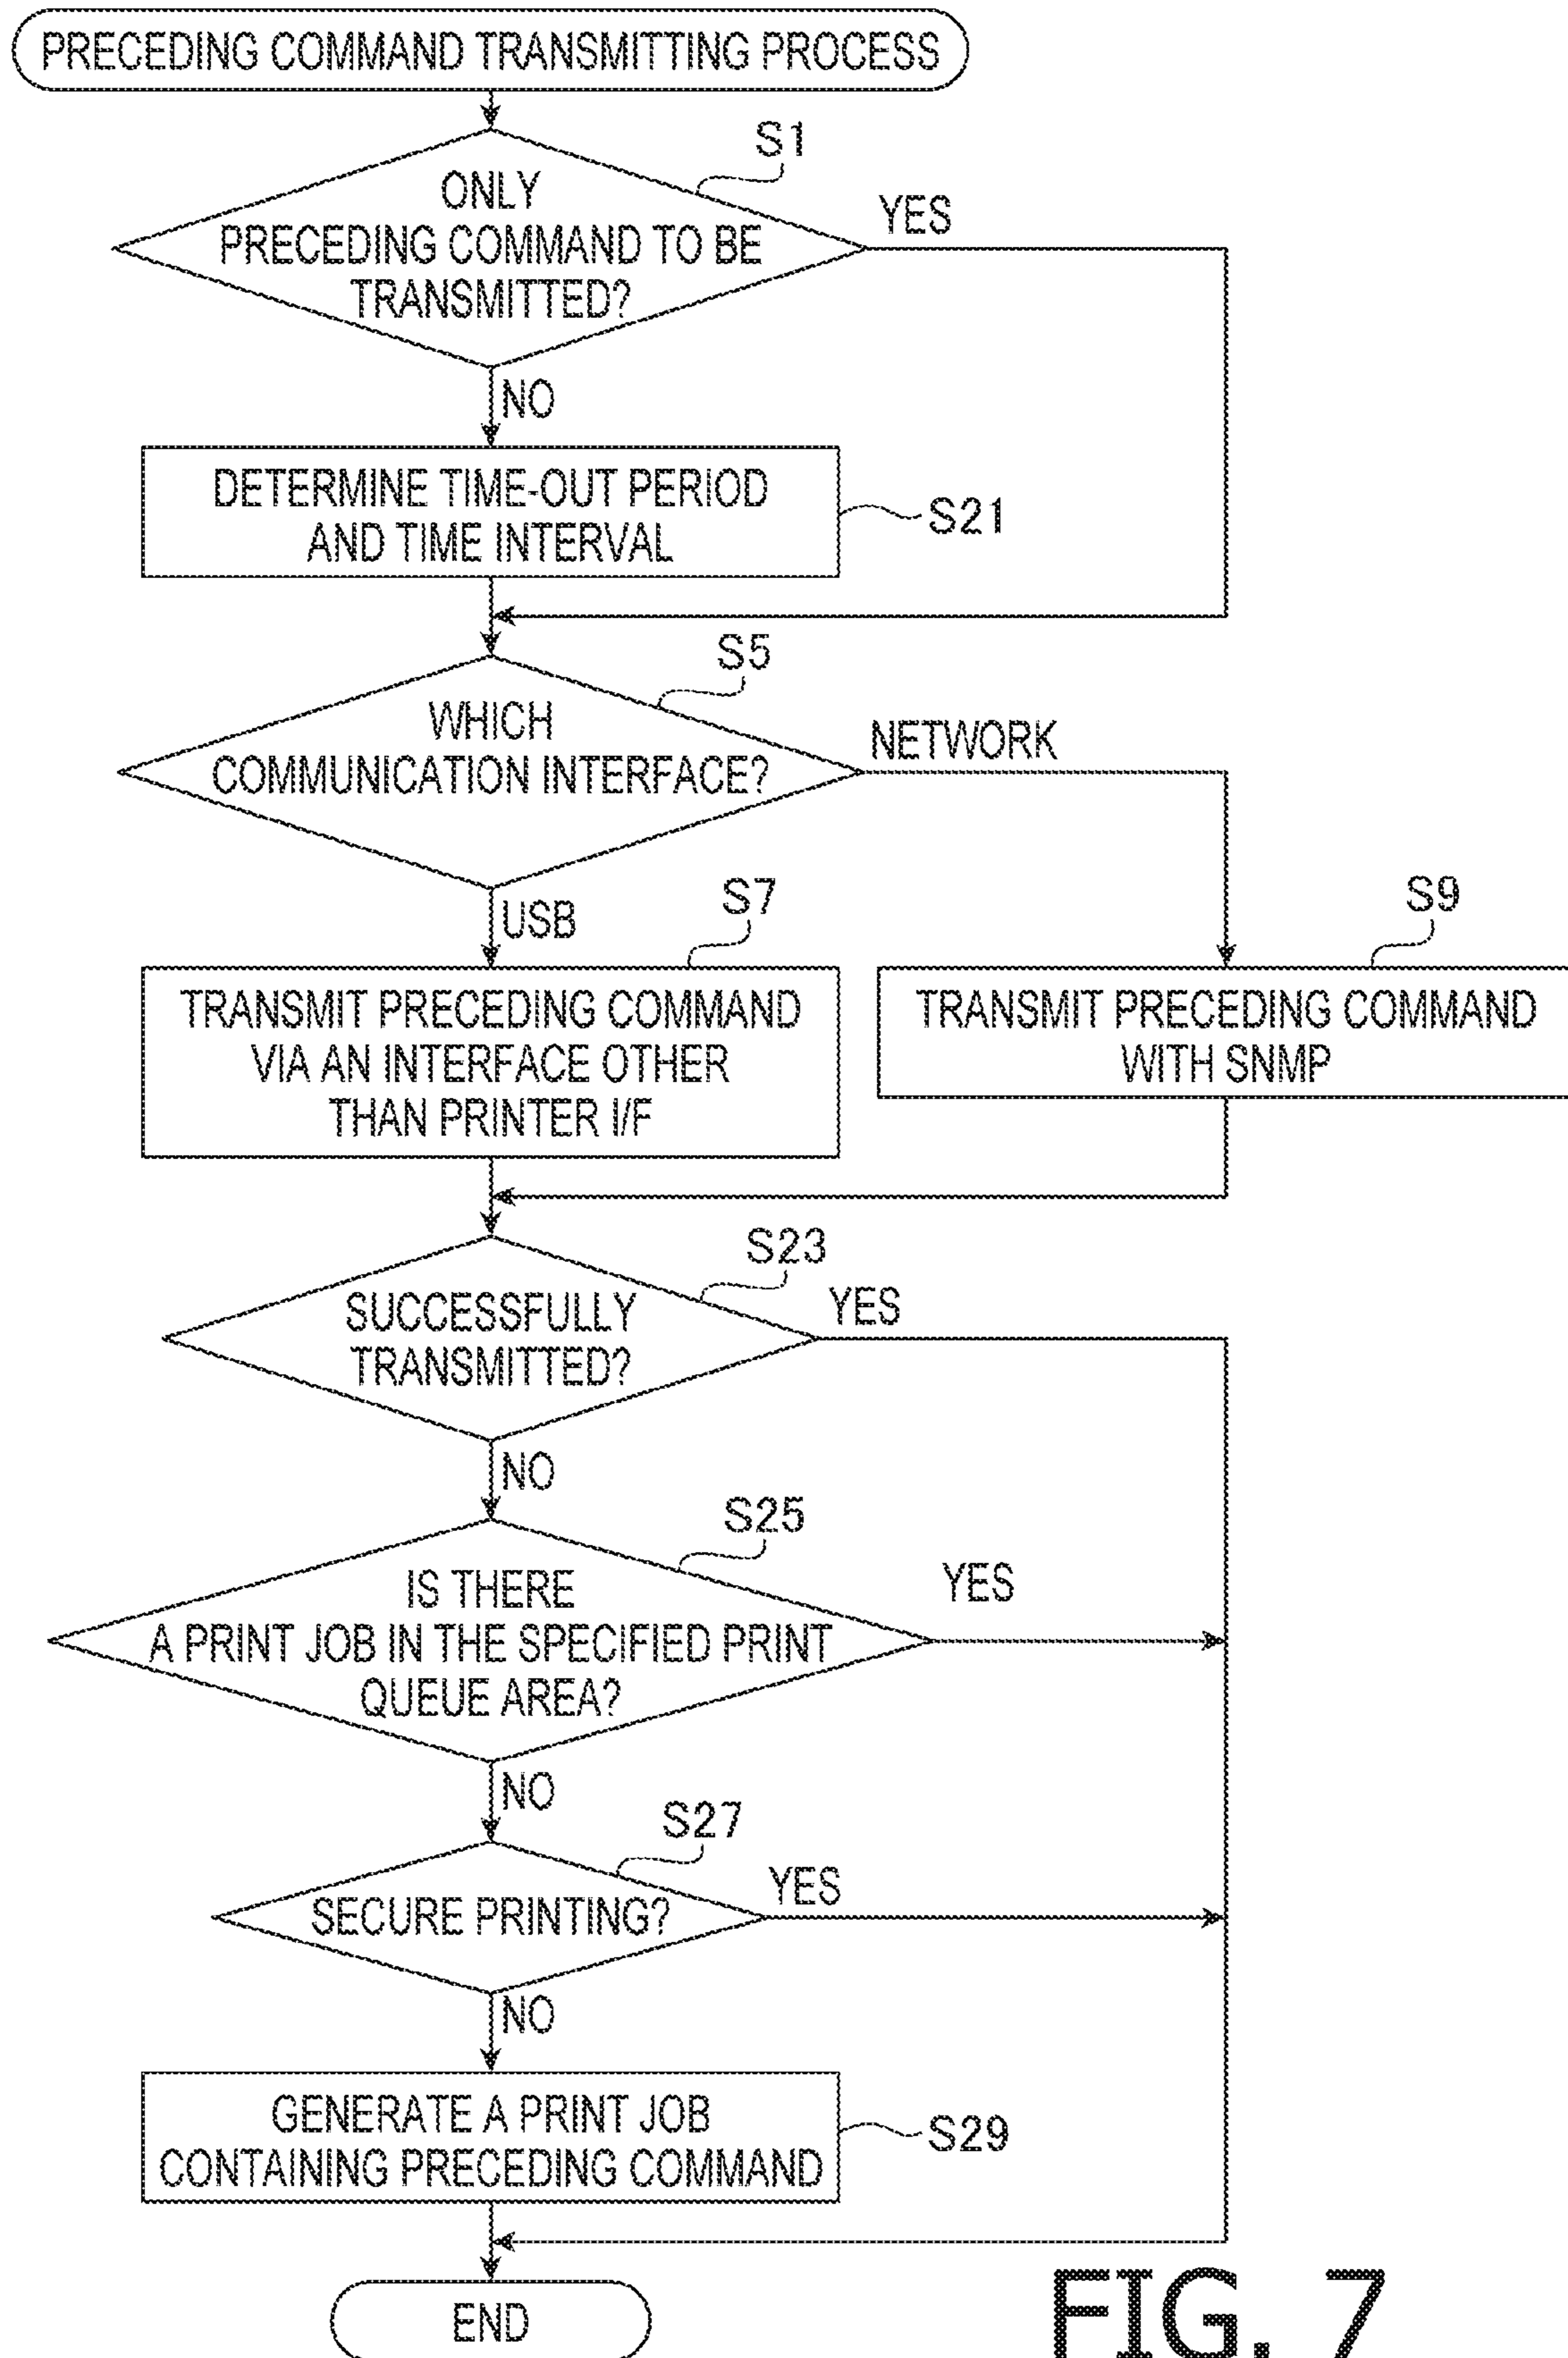 PRECEDING COMMAND TRANSMITTING PROCESS
S1
ONLY
PRECEDING COMMAND TO BE
TRANSMITTED?
YES
NO
DETERMINE TIME-OUT PERIOD
AND TIME INTERVAL
S21
S5
WHICH
COMMUNICATION INTERFACE?
NETWORK
USB
S7
S9
TRANSMIT PRECEDING COMMAND
VIA AN INTERFACE OTHER
THAN PRINTER I/F
TRANSMIT PRECEDING COMMAND
WITH SNMP
S23
SUCCESSFULLY
TRANSMITTED?
YES
NO
S25
IS THERE
A PRINT JOB IN THE SPECIFIED PRINT
QUEUE AREA?
YES
NO
S27
SECURE PRINTING?
YES
NO
GENERATE A PRINT JOB
CONTAINING PRECEDING COMMAND
S29
END
FIG. 7